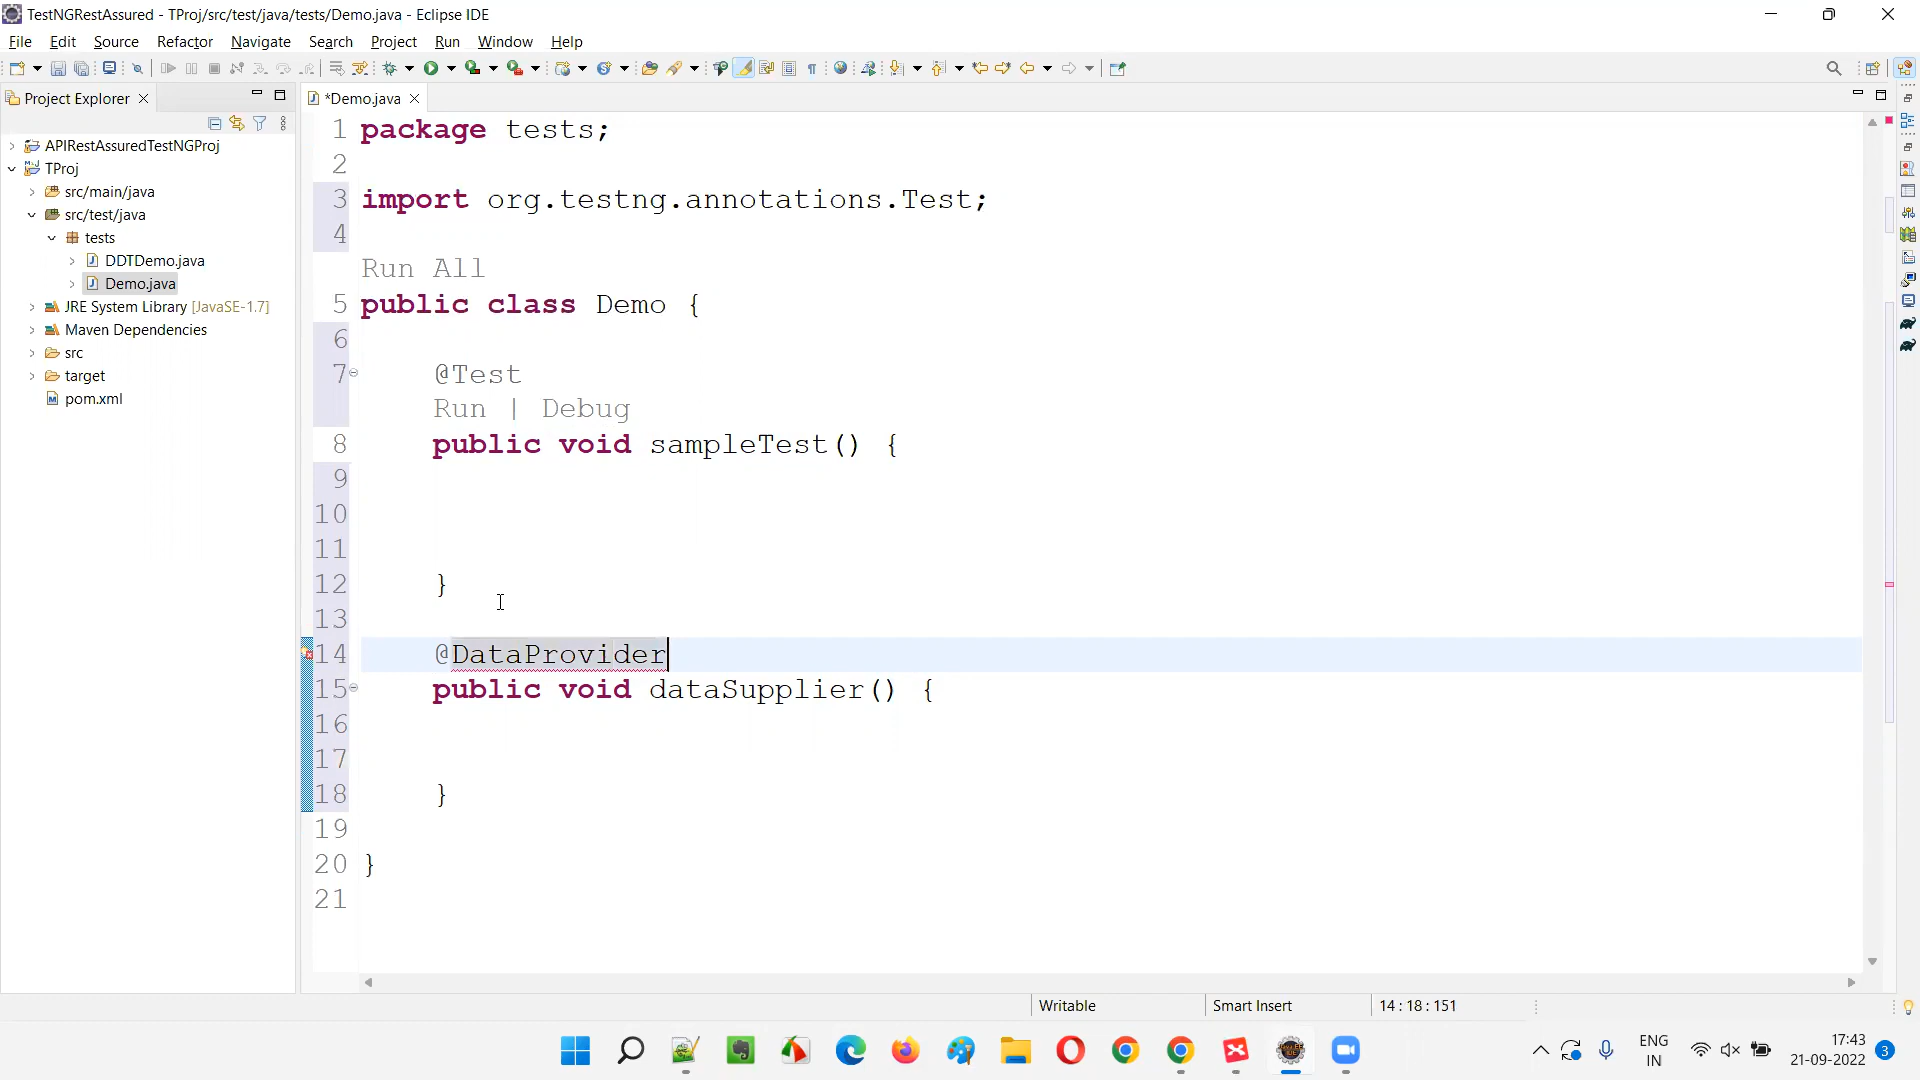 TestNGRestAssured - TProj/src/test/java/tests/Demo.java - Eclipse IDE
File Edit Source Refactor Navigate Search Project Run Window Help
Project Explorer
*Demo.java
APIRestAssuredTestNGProj
TProj
src/main/java
src/test/java
tests
DDTDemo.java
Demo.java
JRE System Library [JavaSE-1.7]
Maven Dependencies
src
target
pom.xml
1 package tests;
2
3 import org.testng.annotations.Test;
4
Run All
5 public class Demo {
6
7 @Test
Run | Debug
8 public void sampleTest() {
9
10
11
12 }
13
14 @DataProvider
15 public void dataSupplier() {
16
17
18 }
19
20 }
21
Writable Smart Insert 14 : 18 : 151
ENG
IN
17:43
21-09-2022
3